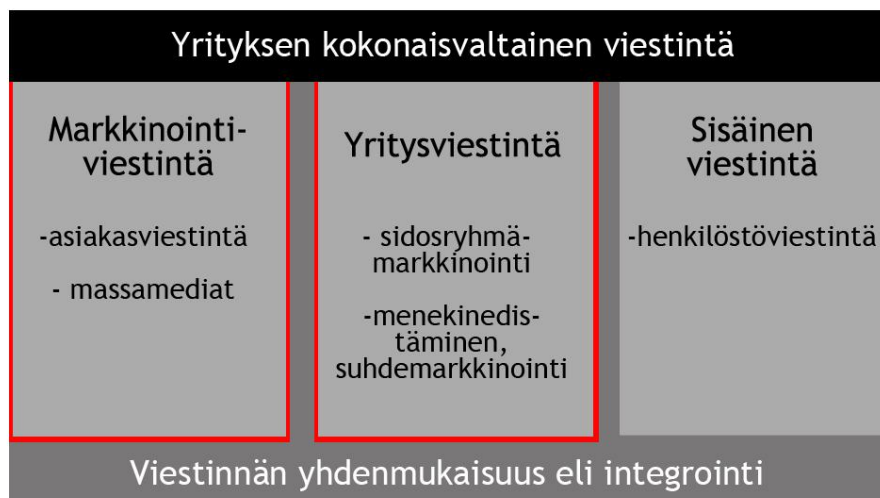 Yrityksen kokonaisvaltainen viestintä
Markkinointi-
viestintä
-asiakasviestintä
- massamediat
Yritysviestintä
- sidosryhmä-
markkinointi
-menekinedis-
täminen,
suhdemarkkinointi
Sisäinen
viestintä
-henkilöstöviestintä
Viestinnän yhdenmukaisuus eli integrointi